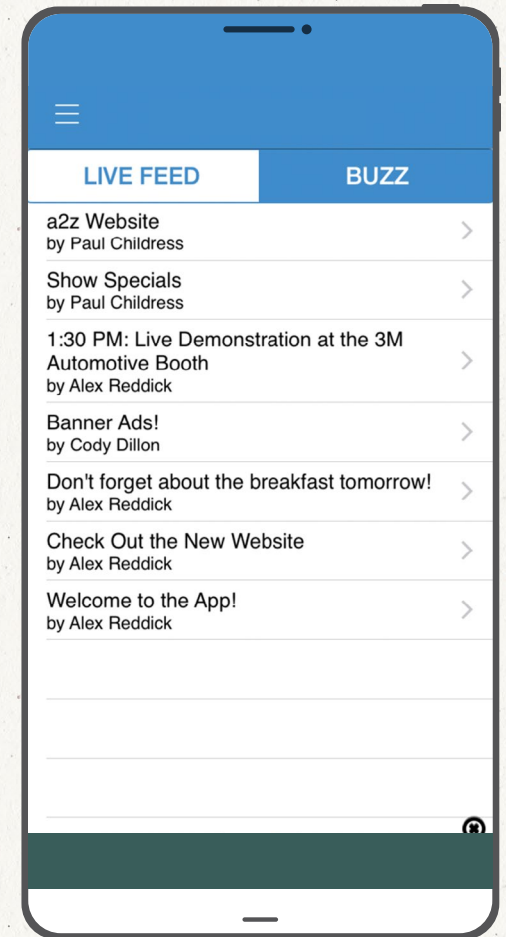 LIVE FEED
BUZZ
a2z Website
by Paul Childress
Show Specials
by Paul Childress
1:30 PM: Live Demonstration at the 3M
Automotive Booth
by Alex Reddick
Banner Ads!
by Cody Dillon
Don't forget about the breakfast tomorrow!
by Alex Reddick
Check Out the New Website
by Alex Reddick
Welcome to the App!
by Alex Reddick